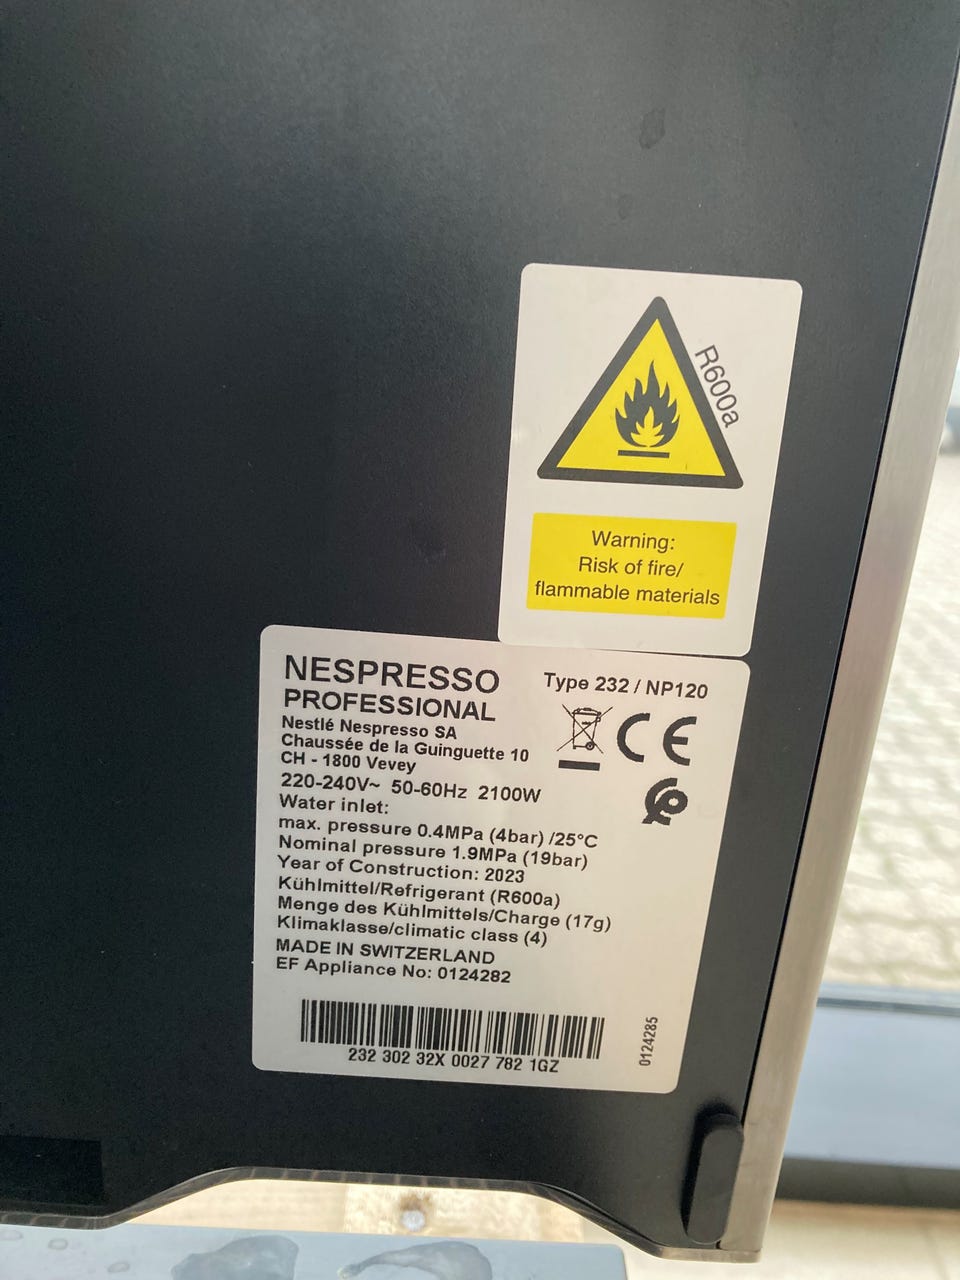 R600a
Warning:
Risk of fire/
flammable materials
NESPRESSO
PROFESSIONAL
Type 232 / NP120
Nestlé Nespresso SA
Chaussée de la Guinguette 10
CH - 1800 Vevey
CE
220-240V~ 50-60Hz 2100W
Water inlet:
max. pressure 0.4MPa (4bar) /25°C
Nominal pressure 1.9MPa (19bar)
Year of Construction: 2023
Kühlmittel/Refrigerant (R600a)
Menge des Kühlmittels/Charge (17g)
Klimaklasse/climatic class (4)
MADE IN SWITZERLAND
EF Appliance No: 0124282
232 302 32X 0027 782 1GZ
0124285